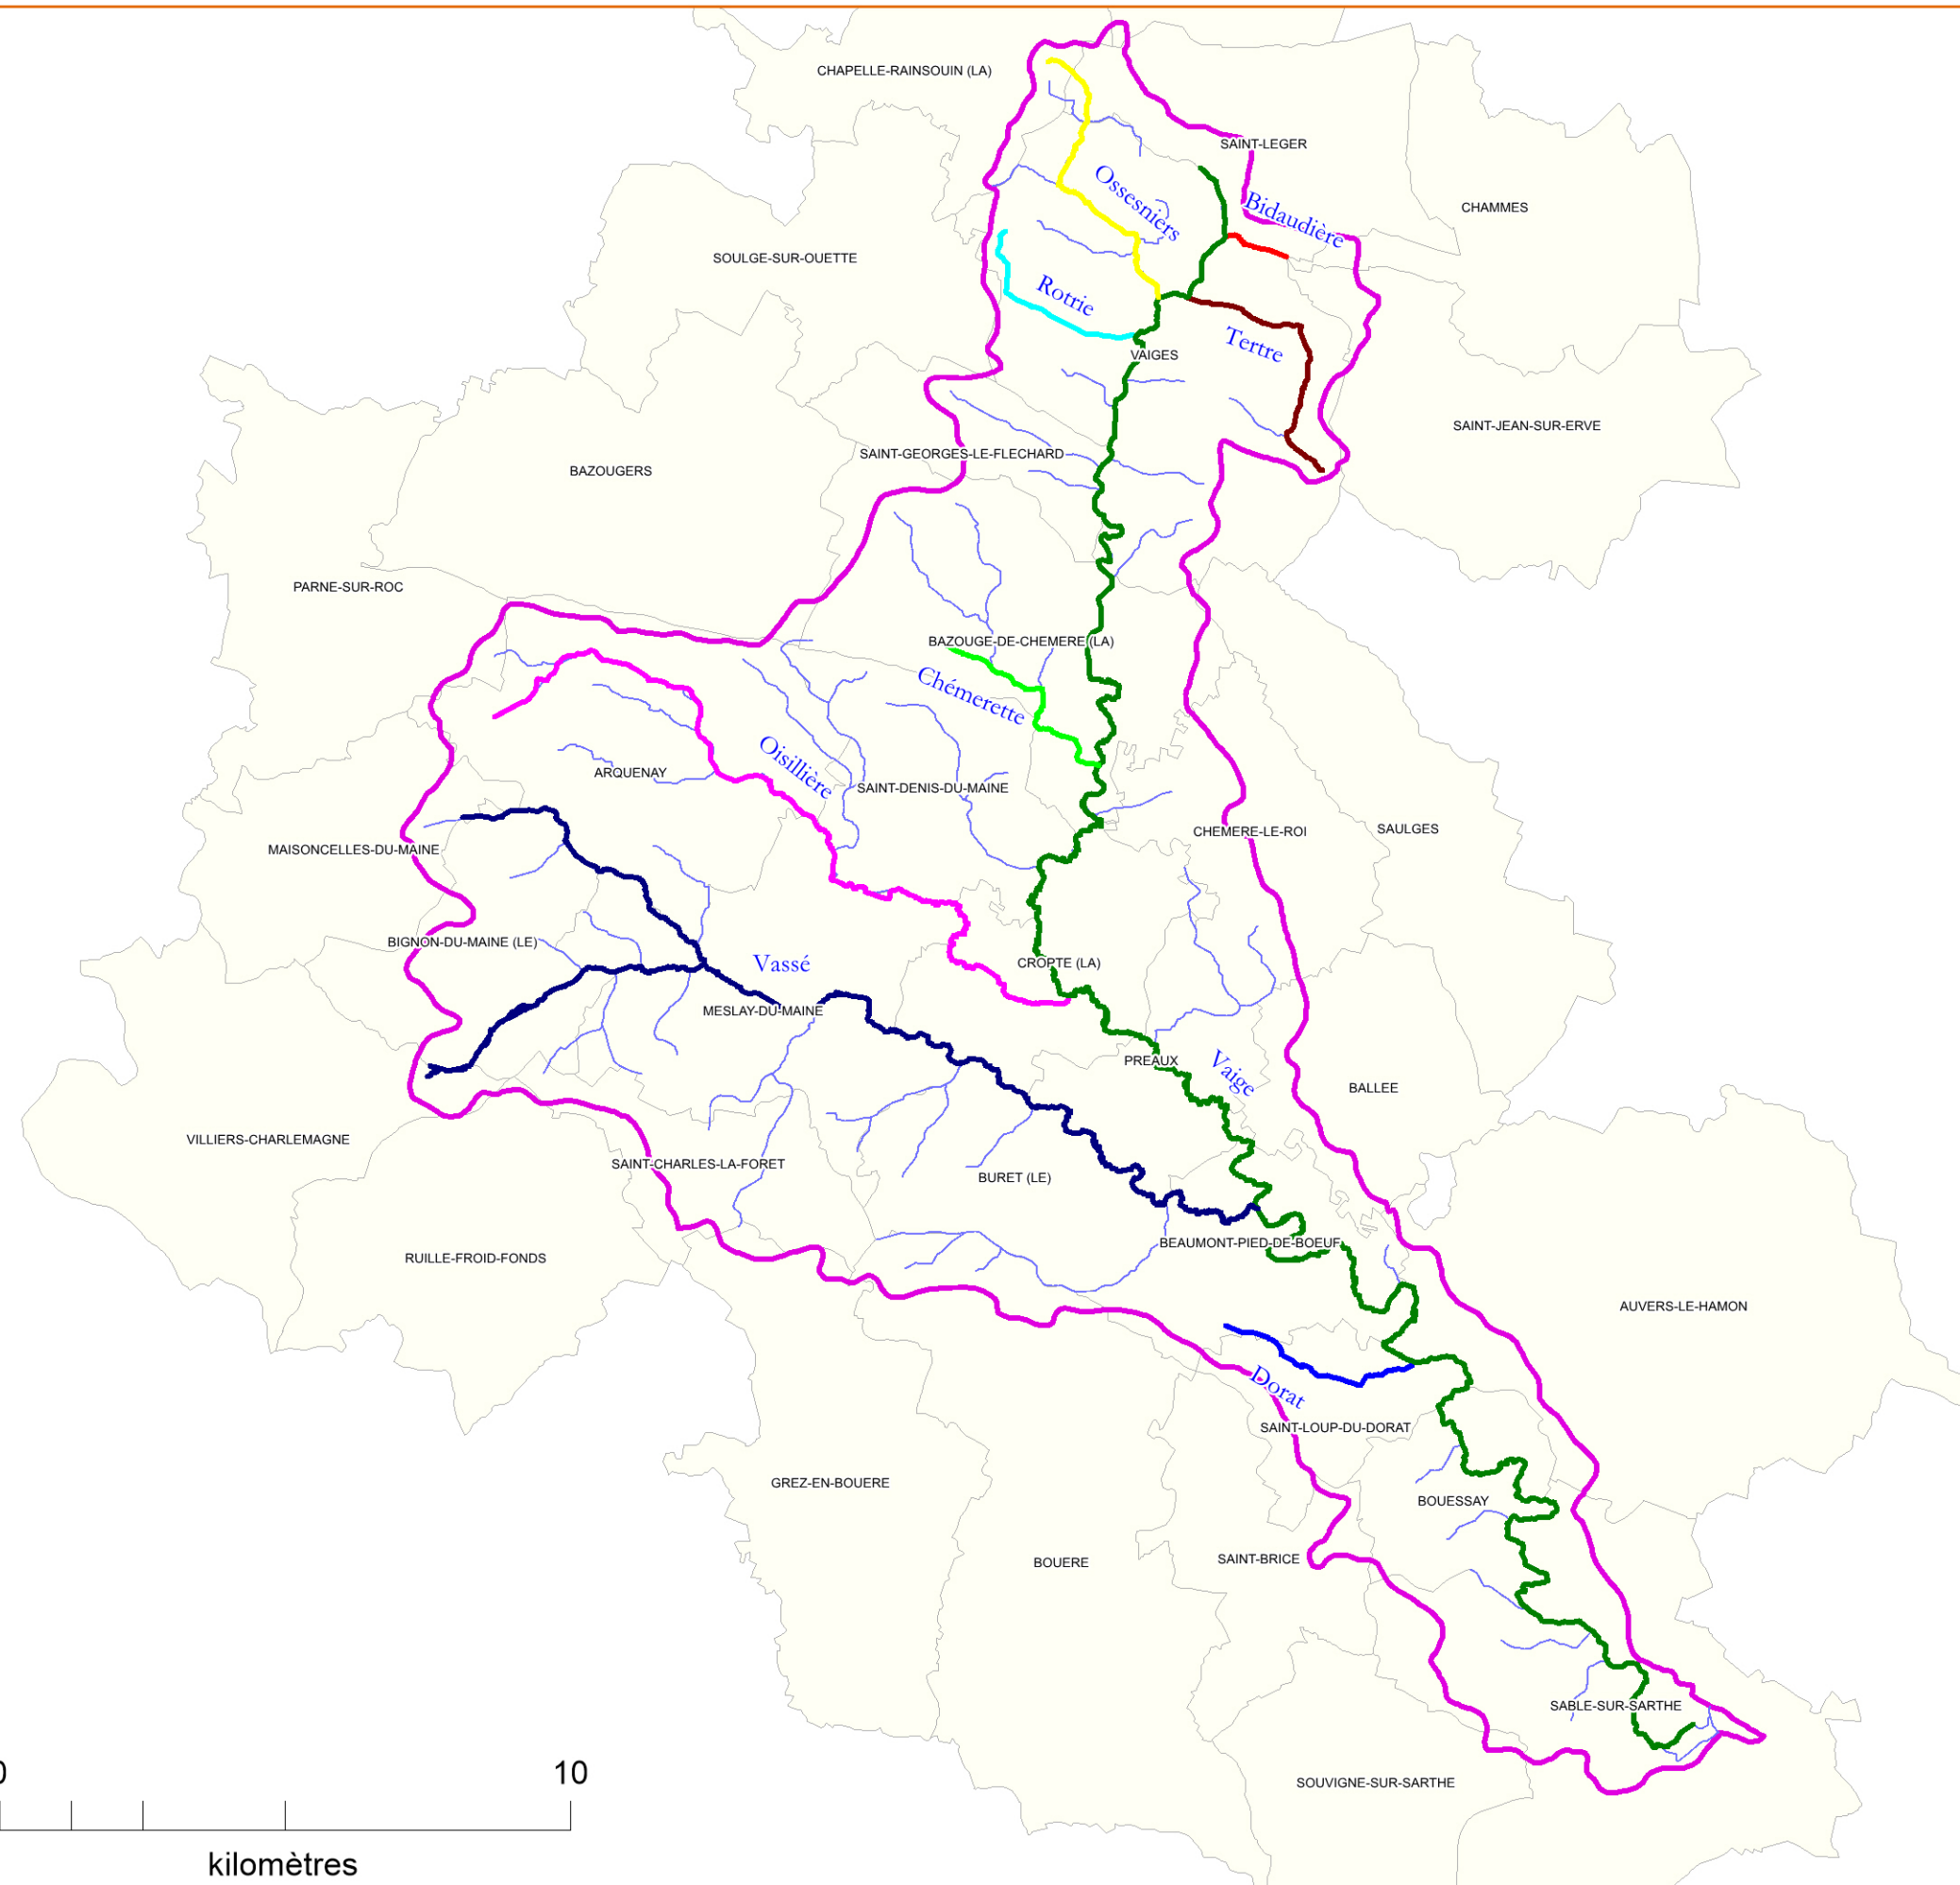 CHAPELLE-RAINSOUIN (LA)
SAINT-LEGER
Ossesniers
Bidaudière
CHAMMES
SOULGE-SUR-OUETTE
Rotrie
Tertre
VAIGES
SAINT-JEAN-SUR-ERVE
SAINT-GEORGES-LE-FLECHARD
BAZOUGERS
PARNE-SUR-ROC
BAZOUGE-DE-CHEMERE (LA)
Chémerette
Oisillière
ARQUENAY
SAINT-DENIS-DU-MAINE
CHEMERE-LE-ROI
SAULGES
MAISONCELLES-DU-MAINE
BIGNON-DU-MAINE (LE)
Vassé
CROPTE (LA)
MESLAY-DU-MAINE
PREAUX
Vaige
BALLEE
VILLIERS-CHARLEMAGNE
SAINT-CHARLES-LA-FORET
BURET (LE)
BEAUMONT-PIED-DE-BOEUF
RUILLE-FROID-FONDS
AUVERS-LE-HAMON
Dorat
SAINT-LOUP-DU-DORAT
GREZ-EN-BOUERE
BOUESSAY
BOUERE
SAINT-BRICE
SABLE-SUR-SARTHE
SOUVIGNE-SUR-SARTHE
0 10
kilomètres